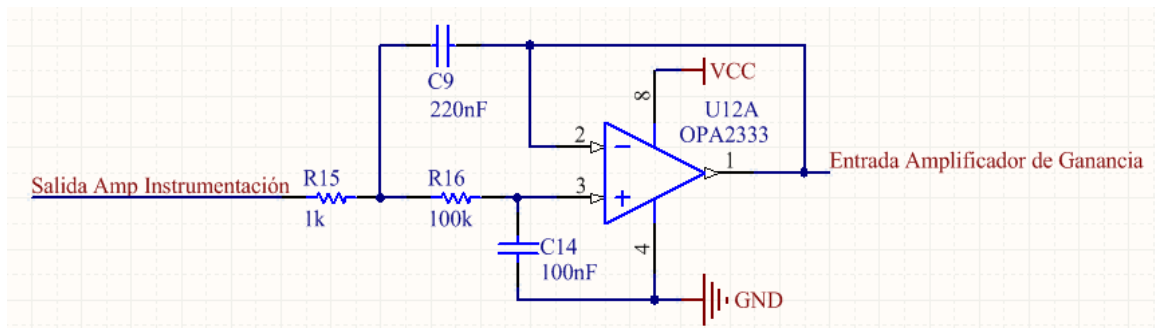 C9
220nF
VCC
8
U12A
OPA2333
2
1
Entrada Amplificador de Ganancia
Salida Amp Instrumentación
R15
1k
R16
100k
3
C14
100nF
4
GND